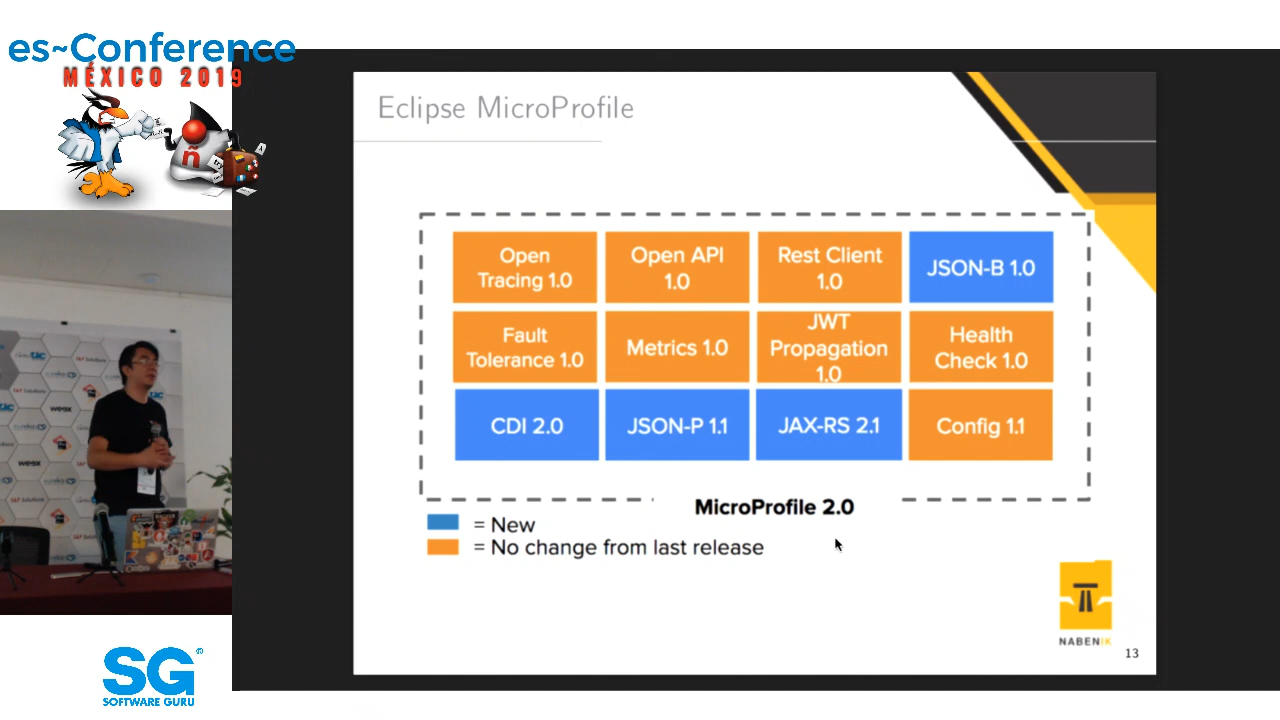 es~Conference
MÉXICO 2019
ñ
Eclipse MicroProfile
Open
Tracing 1.0
Open API
1.0
Rest Client
1.0
JSON-B 1.0
Fault
Tolerance 1.0
Metrics 1.0
JWT
Propagation
1.0
Health
Check 1.0
CDI 2.0
JSON-P 1.1
JAX-RS 2.1
Config 1.1
MicroProfile 2.0
= New
= No change from last release
NABENIK
13
wesx
SG
SOFTWARE GURU